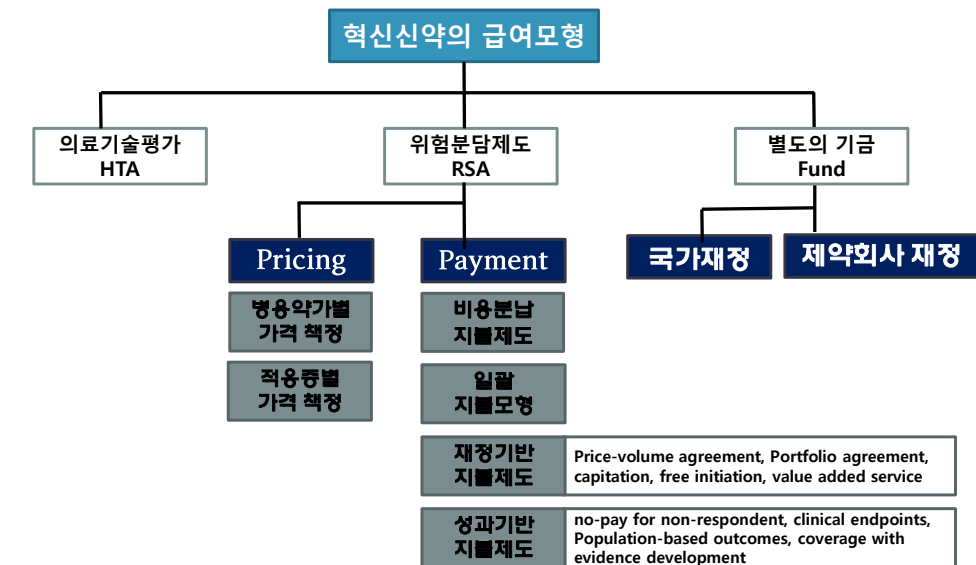 혁신신약의 급여모형
의료기술평가
HTA
위험분담제도
RSA
별도의 기금
Fund
Pricing
Payment
국가재정
제약회사 재정
병용약가별
가격 책정
적응증별
가격 책정
비용분납
지불제도
일괄
지불모형
재정기반
지불제도
Price-volume agreement, Portfolio agreement,
capitation, free initiation, value added service
성과기반
지불제도
no-pay for non-respondent, clinical endpoints,
Population-based outcomes, coverage with
evidence development